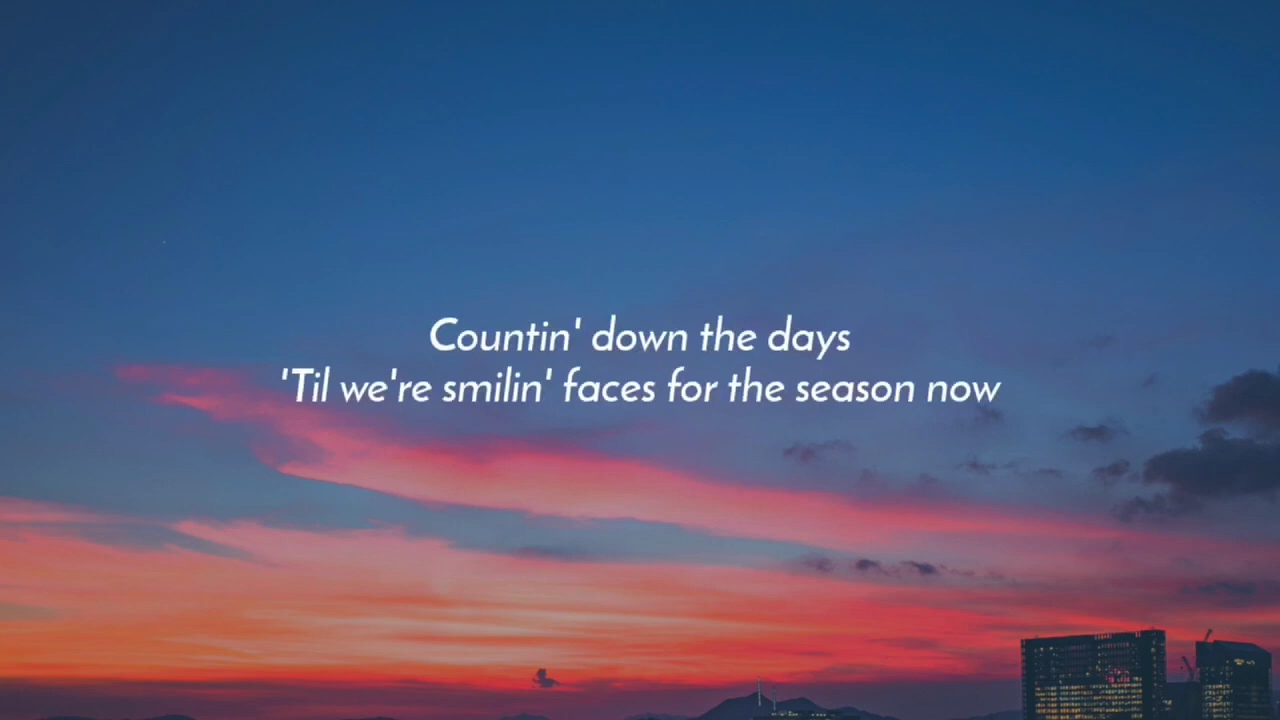 Countin' down the days
'Til we're smilin' faces for the season now